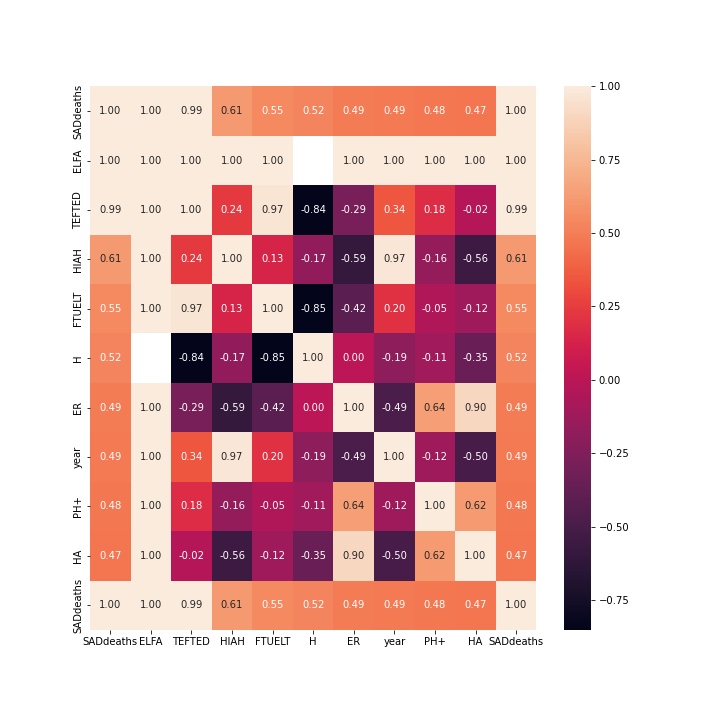 SADdeaths 1.00 1.00 0.99 0.61 0.55 0.52 0.49 0.49 0.48 0.47 1.00
ELFA 1.00 1.00 1.00 1.00 1.00 1.00 1.00 1.00 1.00 1.00
TEFTED 0.99 1.00 1.00 0.24 0.97 -0.84 -0.29 0.34 0.18 -0.02 0.99
HIAH 0.61 1.00 0.24 1.00 0.13 -0.17 -0.59 0.97 -0.16 -0.56 0.61
FTUELT 0.55 1.00 0.97 0.13 1.00 -0.85 -0.42 0.20 -0.05 -0.12 0.55
H 0.52 -0.84 -0.17 -0.85 1.00 0.00 -0.19 -0.11 -0.35 0.52
ER 0.49 1.00 -0.29 -0.59 -0.42 0.00 1.00 -0.49 0.64 0.90 0.49
year 0.49 1.00 0.34 0.97 0.20 -0.19 -0.49 1.00 -0.12 -0.50 0.49
PH+ 0.48 1.00 0.18 -0.16 -0.05 -0.11 0.64 -0.12 1.00 0.62 0.48
HA 0.47 1.00 -0.02 -0.56 -0.12 -0.35 0.90 -0.50 0.62 1.00 0.47
SADdeaths 1.00 1.00 0.99 0.61 0.55 0.52 0.49 0.49 0.48 0.47 1.00
SADdeaths ELFA TEFTED HIAH FTUELT H ER year PH+ HA SADdeaths
1.00
0.75
0.50
0.25
0.00
−0.25
−0.50
−0.75